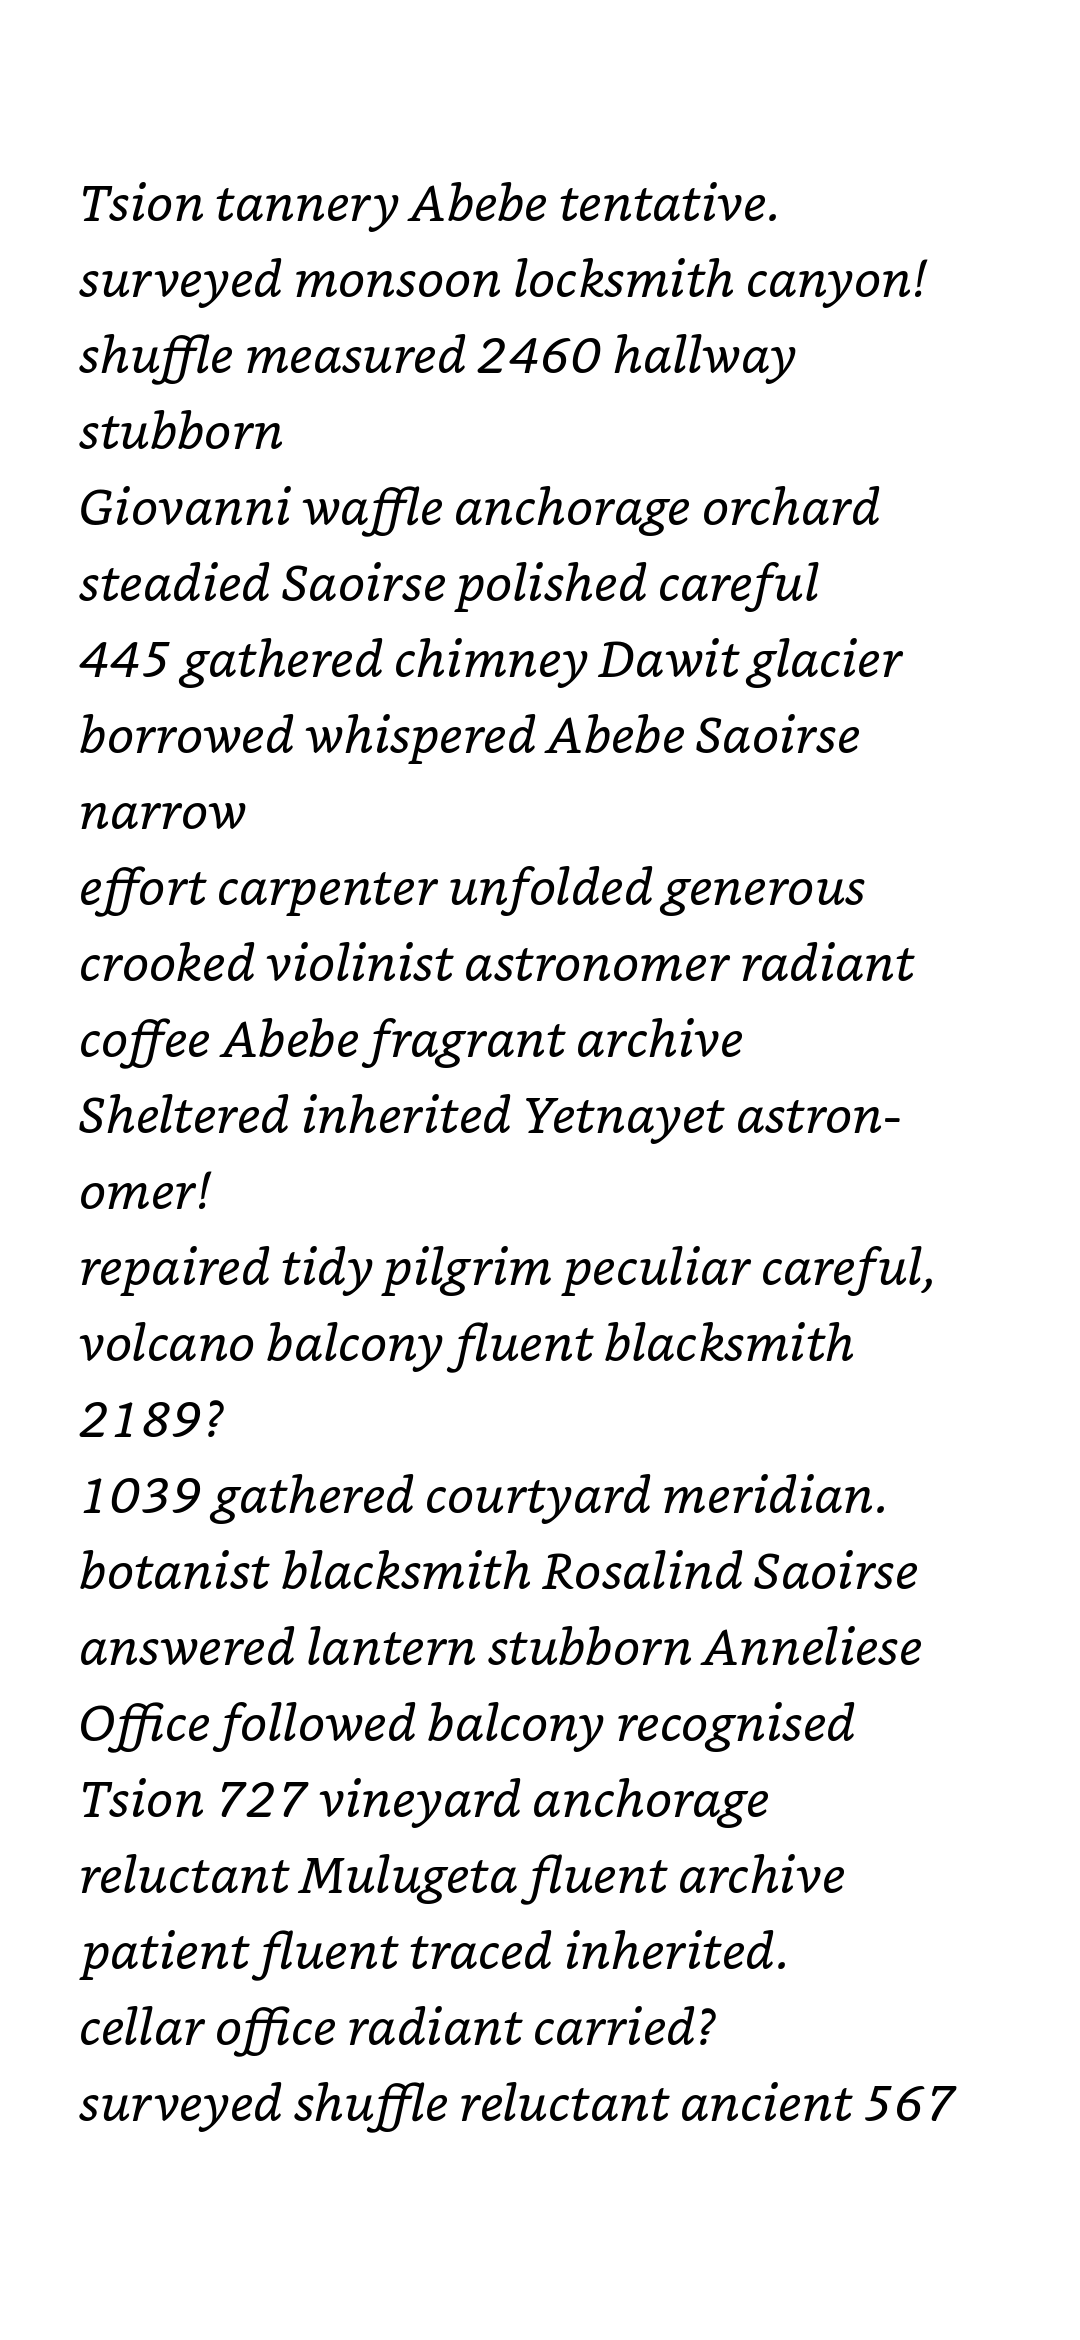 Tsion tannery Abebe tentative.
surveyed monsoon locksmith canyon!
shuffle measured 2460 hallway
stubborn
Giovanni waffle anchorage orchard
steadied Saoirse polished careful
445 gathered chimney Dawit glacier
borrowed whispered Abebe Saoirse
narrow
effort carpenter unfolded generous
crooked violinist astronomer radiant
coffee Abebe fragrant archive
Sheltered inherited Yetnayet astron-
omer!
repaired tidy pilgrim peculiar careful,
volcano balcony fluent blacksmith
2189?
1039 gathered courtyard meridian.
botanist blacksmith Rosalind Saoirse
answered lantern stubborn Anneliese
Office followed balcony recognised
Tsion 727 vineyard anchorage
reluctant Mulugeta fluent archive
patient fluent traced inherited.
cellar office radiant carried?
surveyed shuffle reluctant ancient 567